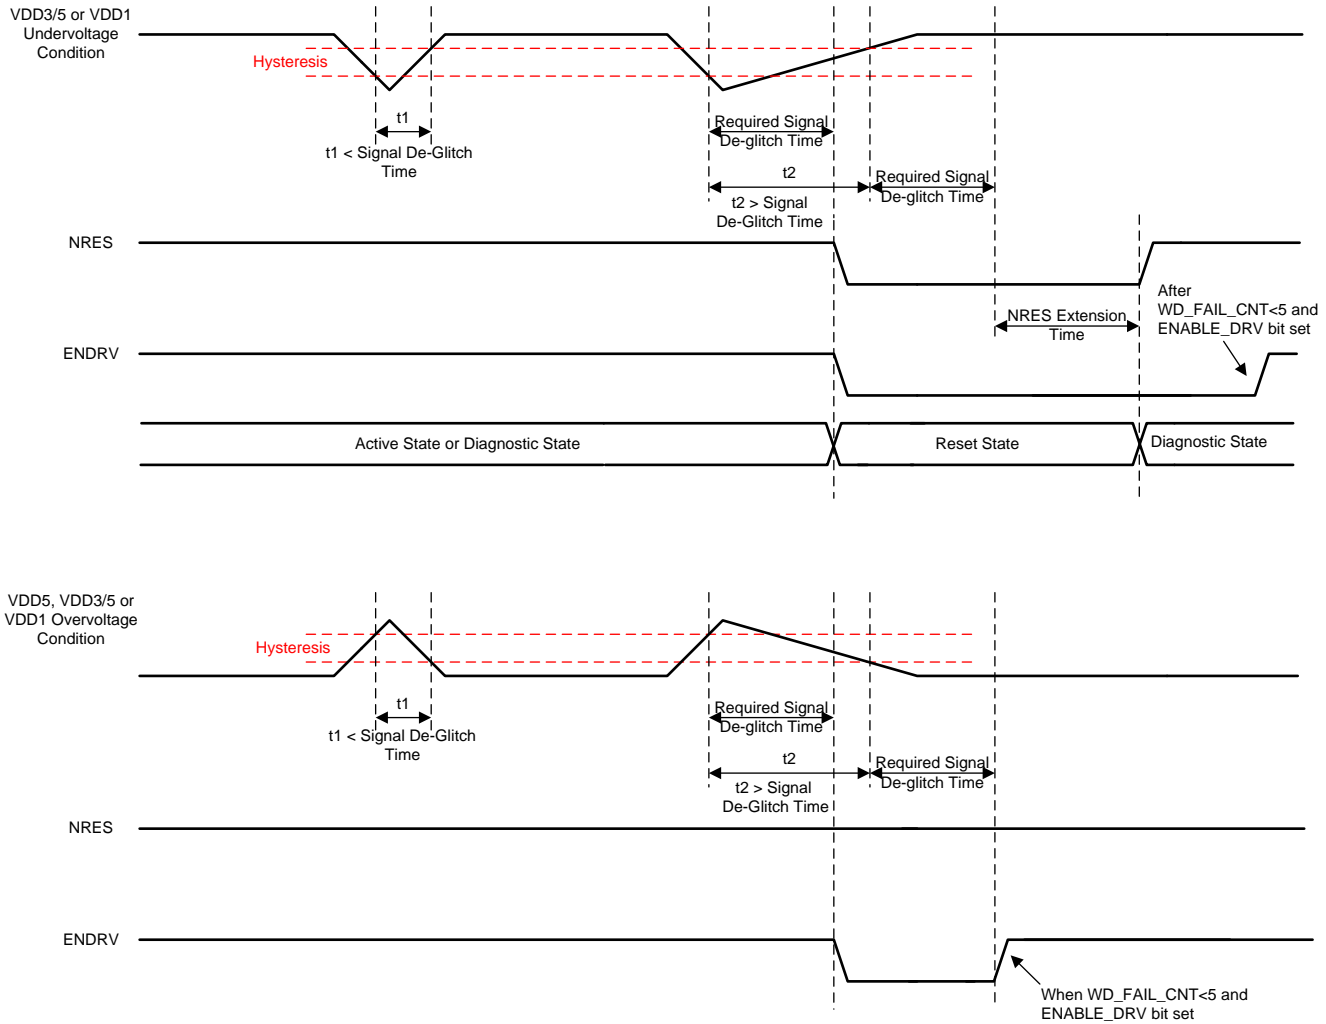 VDD3/5 or VDD1
Undervoltage
Condition
Hysteresis
t1
t1 < Signal De-Glitch
Time
Required Signal
De-glitch Time
t2
t2 > Signal
De-Glitch Time
Required Signal
De-glitch Time
NRES
After
WD_FAIL_CNT<5 and
ENABLE_DRV bit set
NRES Extension
Time
ENDRV
Active State or Diagnostic State
Reset State
Diagnostic State
VDD5, VDD3/5 or
VDD1 Overvoltage
Condition
Hysteresis
t1
t1 < Signal De-Glitch
Time
Required Signal
De-glitch Time
t2
t2 > Signal
De-Glitch Time
Required Signal
De-glitch Time
NRES
ENDRV
When WD_FAIL_CNT<5 and
ENABLE_DRV bit set